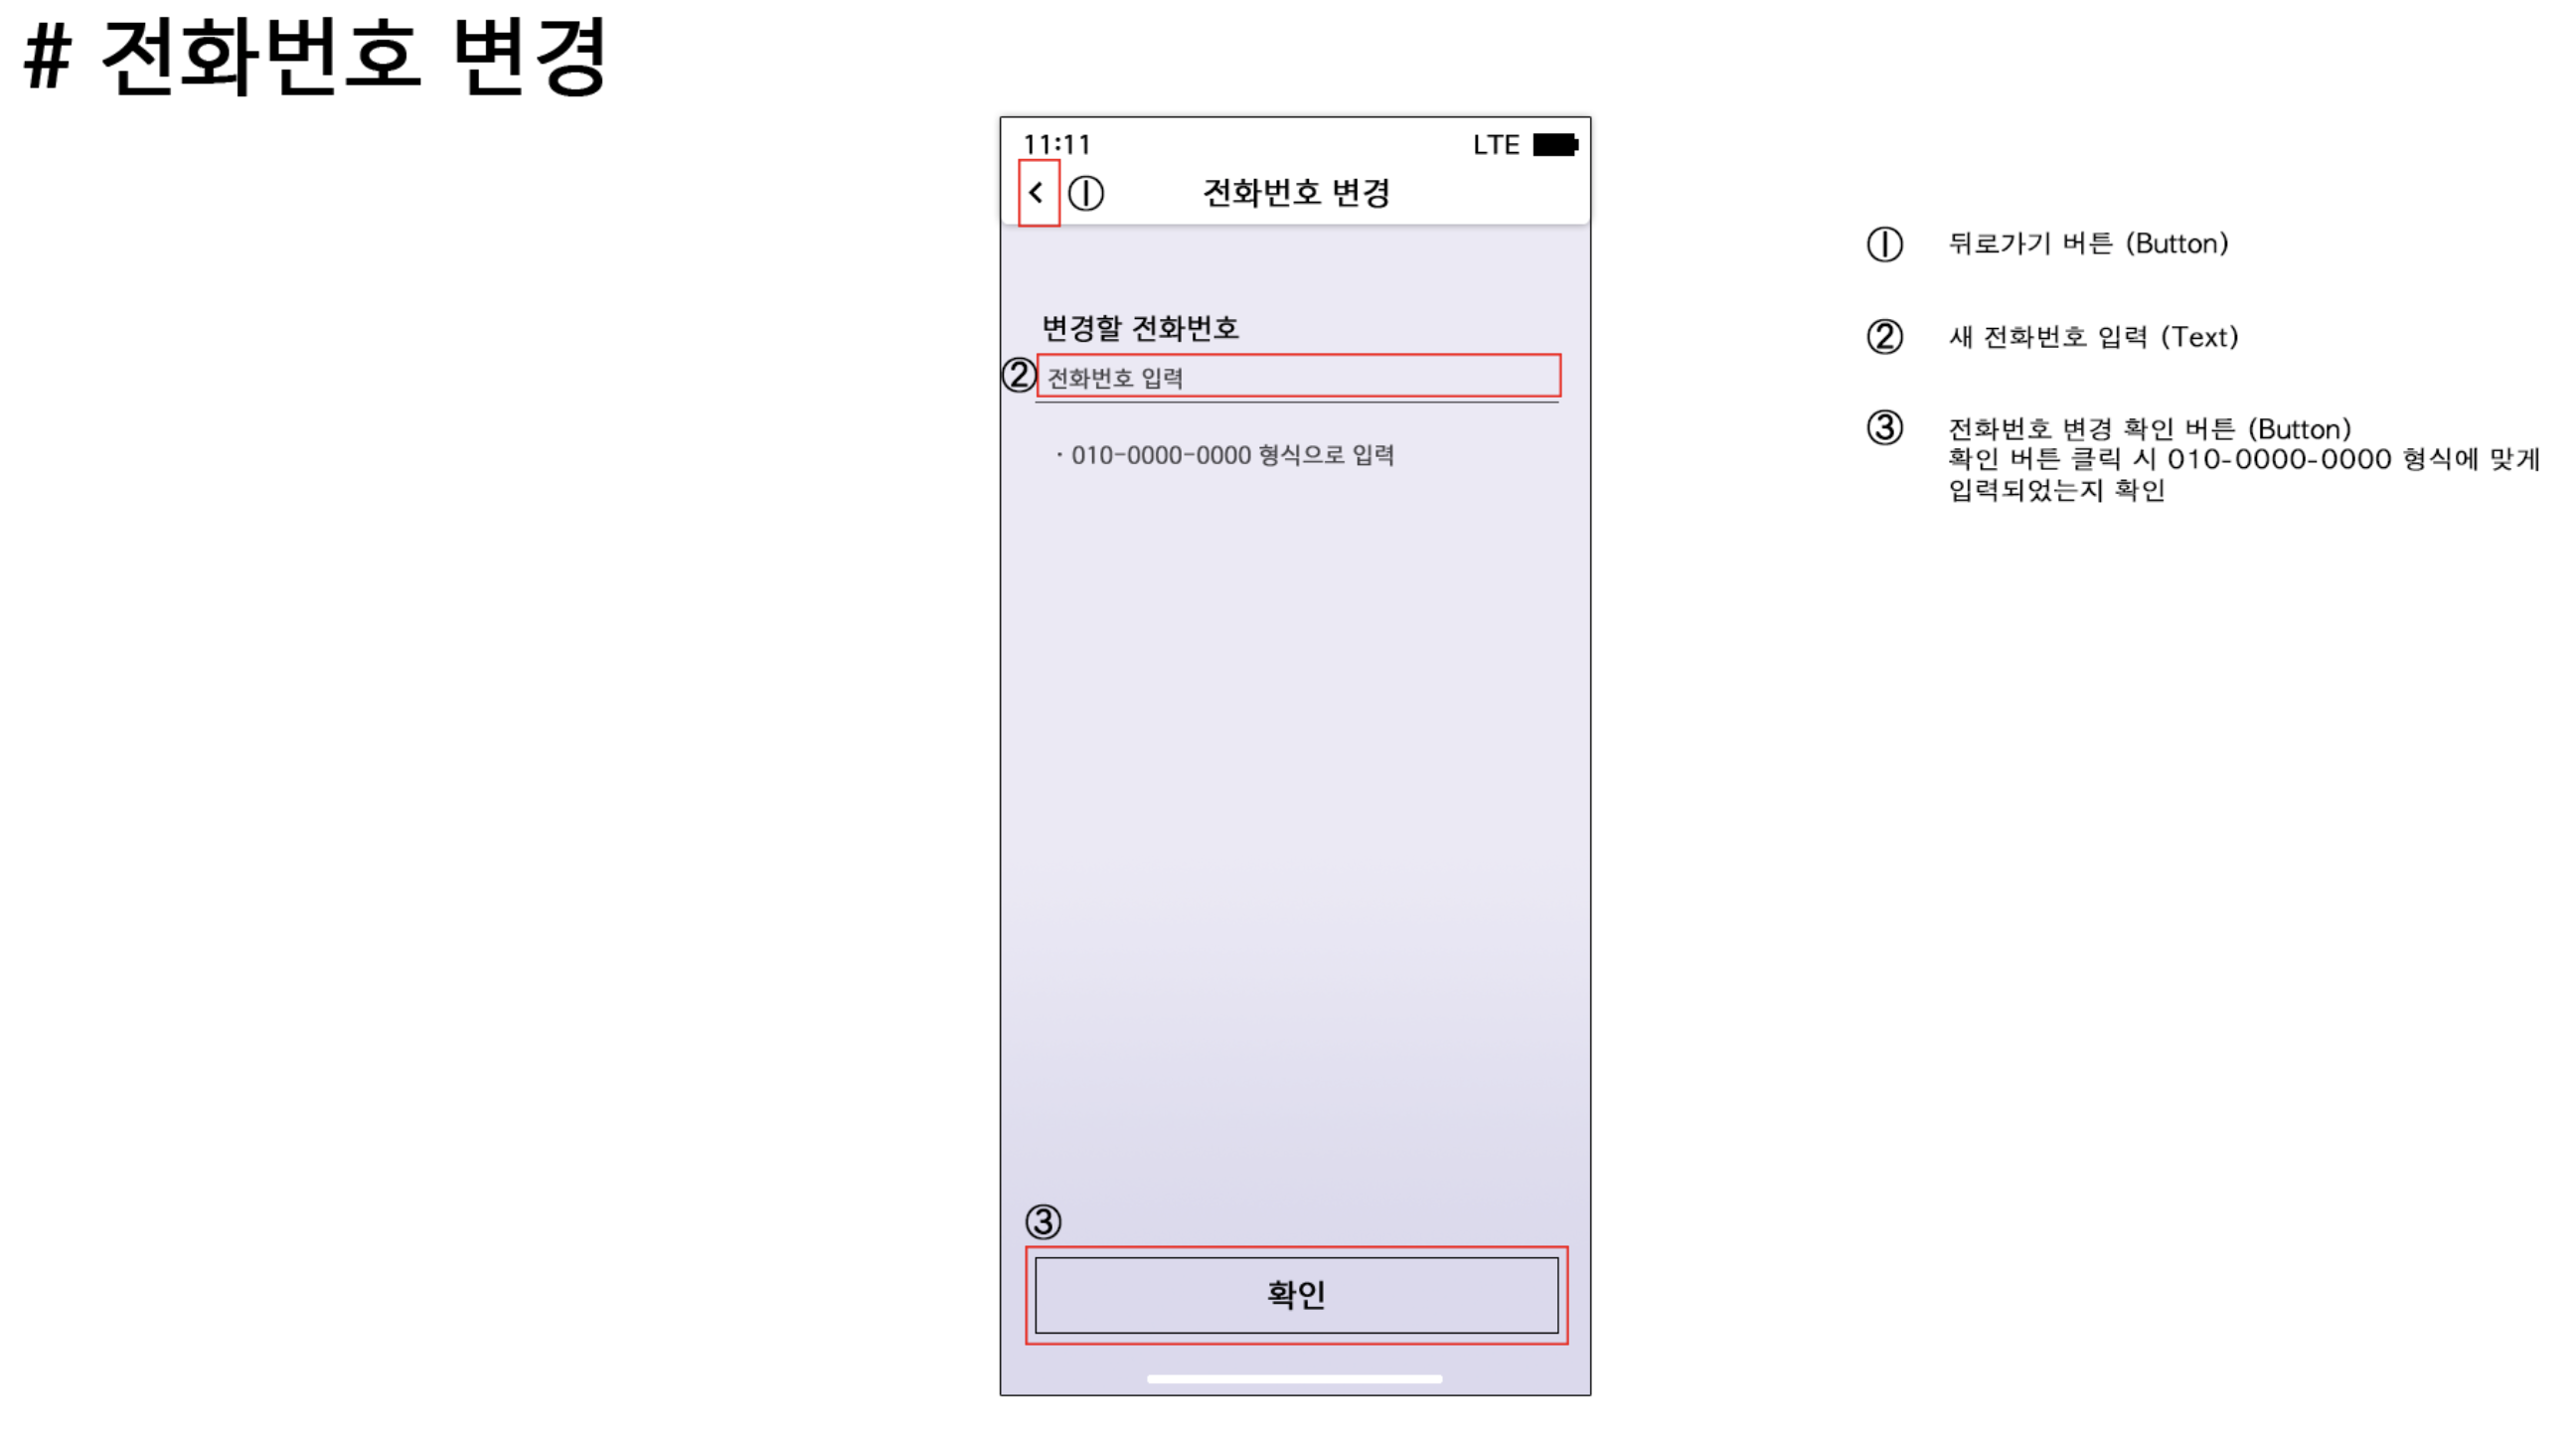 # 전화번호 변경
11:11 LTE
< ① 전화번호 변경
변경할 전화번호
② 전화번호 입력
· 010-0000-0000 형식으로 입력
③
확인
① 뒤로가기 버튼 (Button)
② 새 전화번호 입력 (Text)
③ 전화번호 변경 확인 버튼 (Button)
확인 버튼 클릭 시 010-0000-0000 형식에 맞게
입력되었는지 확인